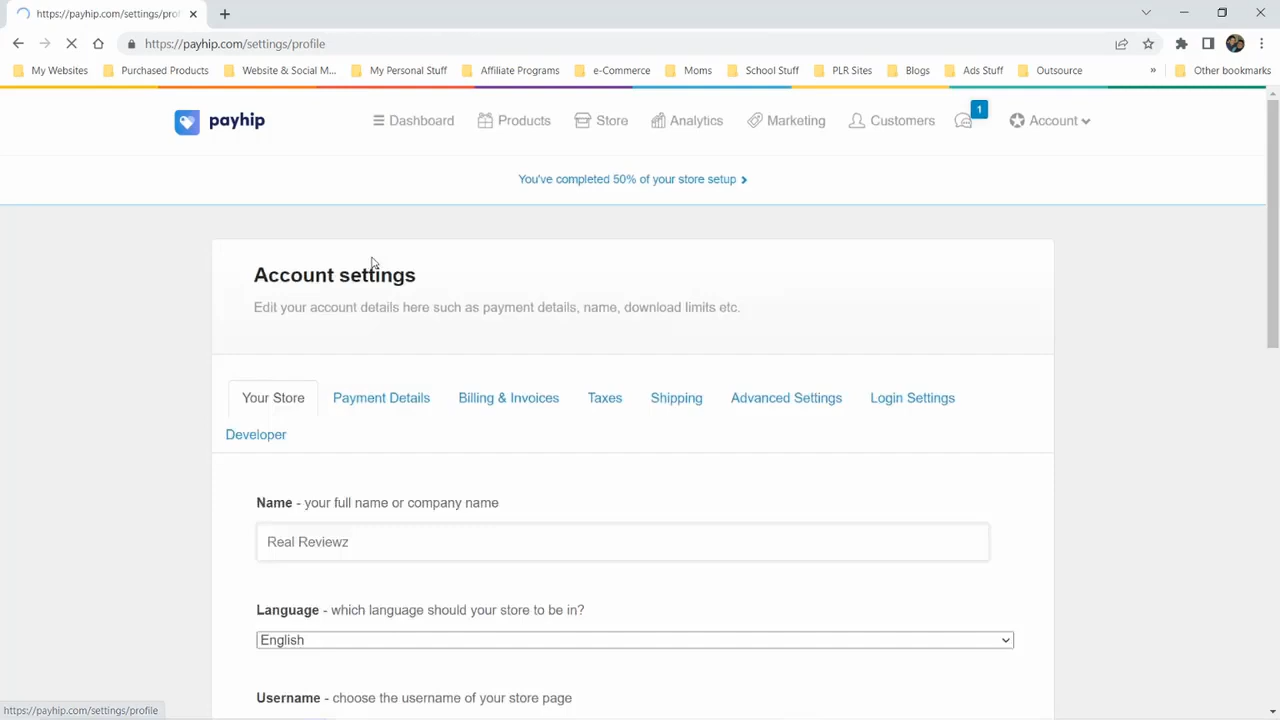 https://payhip.com/settings/prof
https://payhip.com/settings/profile
My Websites Purchased Products Website & Social M... My Personal Stuff Affiliate Programs e-Commerce Moms School Stuff PLR Sites Blogs Ads Stuff Outsource » Other bookmarks
payhip Dashboard Products Store Analytics Marketing Customers 1 Account
You've completed 50% of your store setup
Account settings
Edit your account details here such as payment details, name, download limits etc.
Your Store Payment Details Billing & Invoices Taxes Shipping Advanced Settings Login Settings
Developer
Name - your full name or company name
Real Reviewz
Language - which language should your store to be in?
English
Username - choose the username of your store page
https://payhip.com/settings/profile